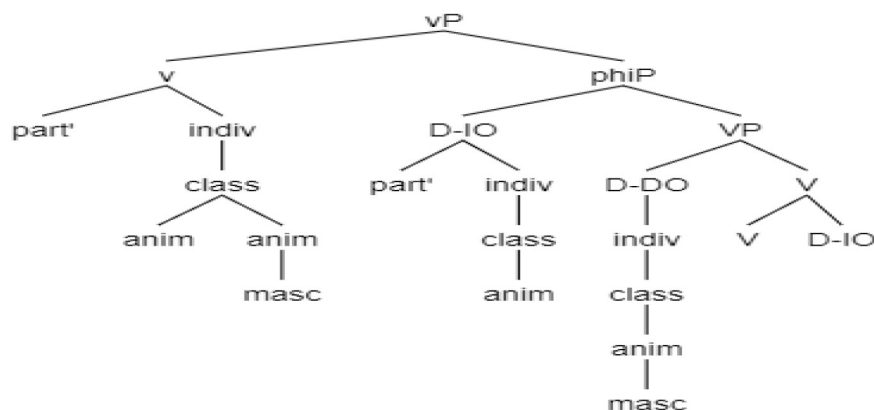 vP
v phiP
part' indiv D-IO VP
class part' indiv D-DO V
anim anim class indiv V D-IO
masc anim class
anim
masc